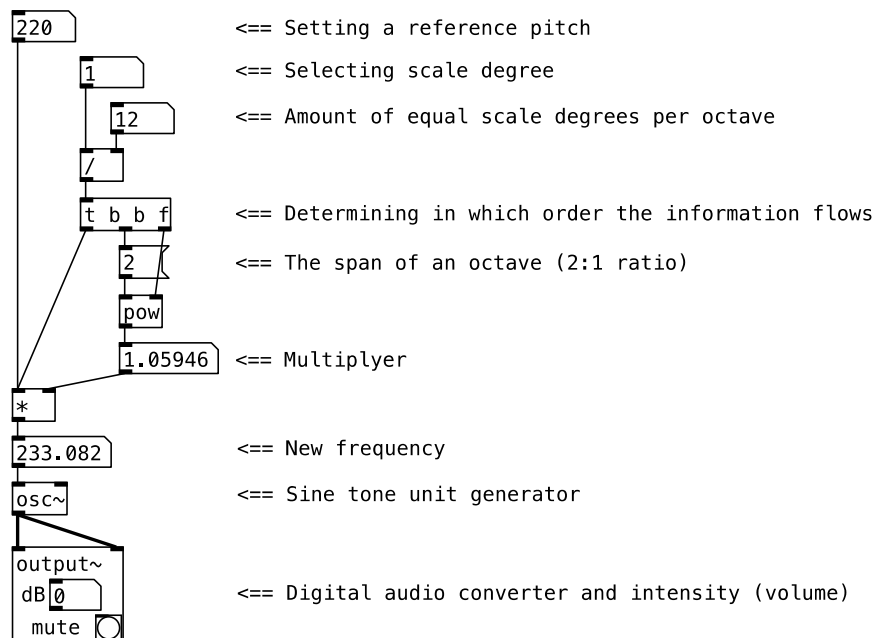 220 <== Setting a reference pitch
1 <== Selecting scale degree
12 <== Amount of equal scale degrees per octave
/
t b b f <== Determining in which order the information flows
2 <== The span of an octave (2:1 ratio)
pow
1.05946 <== Multiplyer
*
233.082 <== New frequency
osc~ <== Sine tone unit generator
output~
dB 0 <== Digital audio converter and intensity (volume)
mute